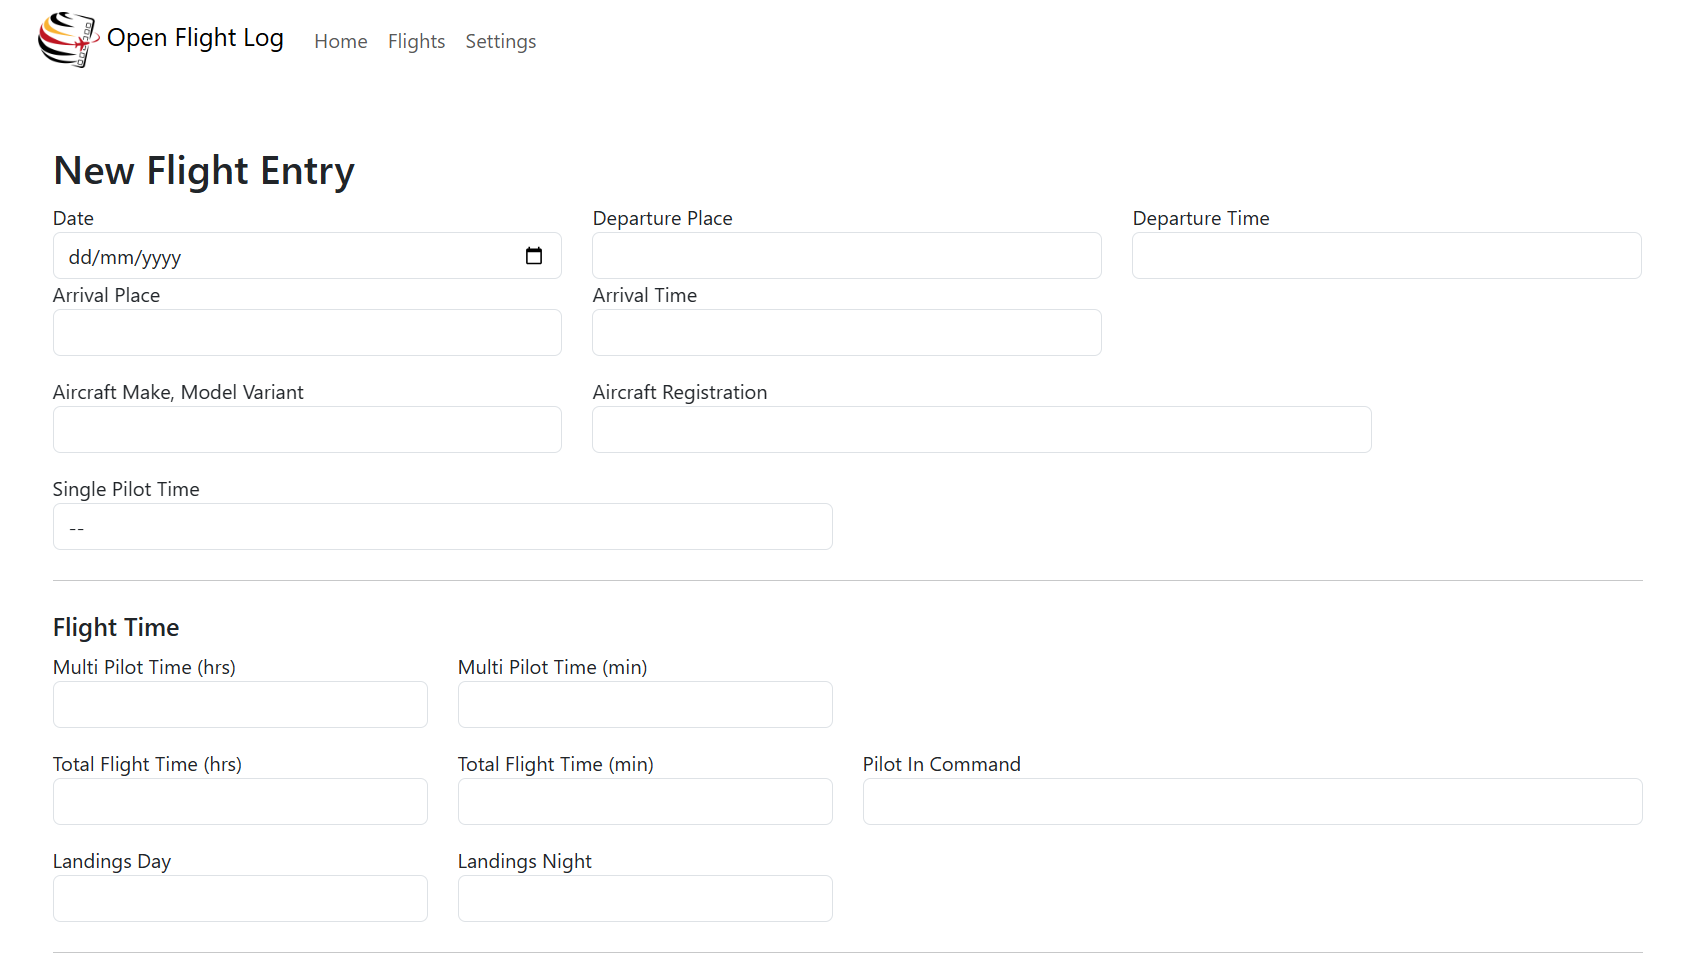 Open Flight Log Home Flights Settings
New Flight Entry
Date Departure Place Departure Time
dd/mm/yyyy
Arrival Place Arrival Time
Aircraft Make, Model Variant Aircraft Registration
Single Pilot Time
--
Flight Time
Multi Pilot Time (hrs) Multi Pilot Time (min)
Total Flight Time (hrs) Total Flight Time (min) Pilot In Command
Landings Day Landings Night